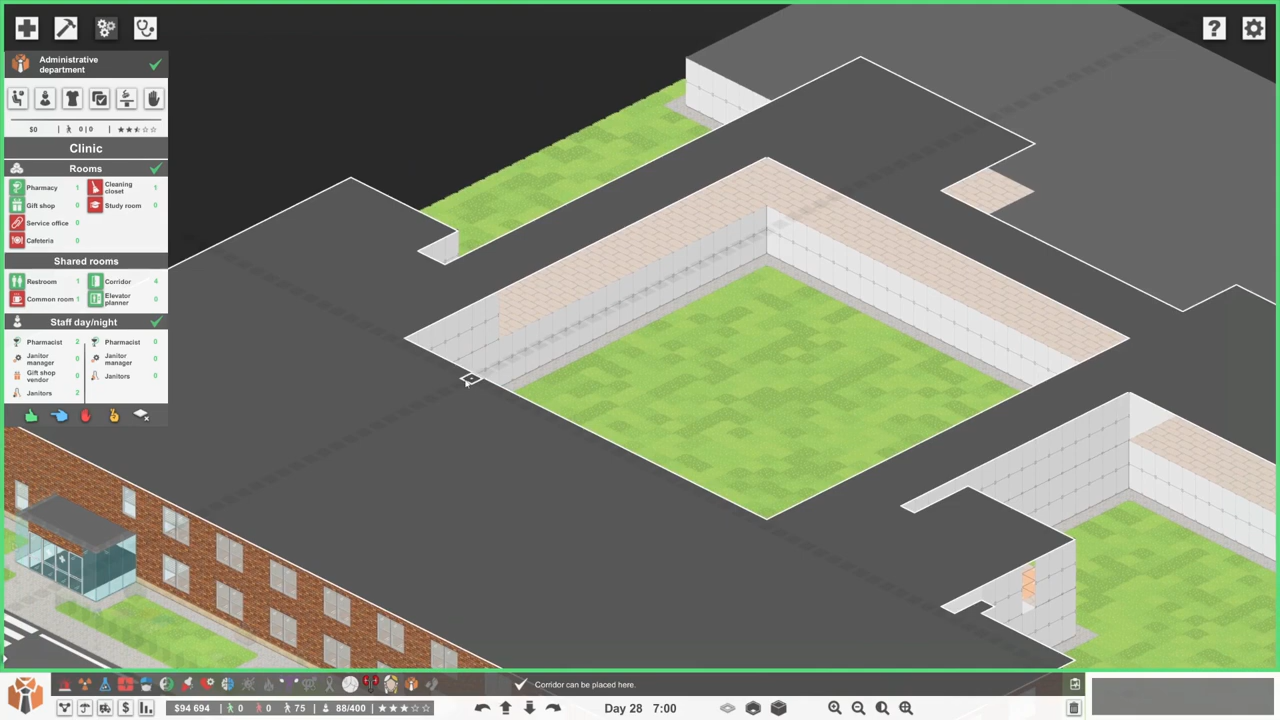 Administrative
department
$0 | 0|0 |
Clinic
Rooms
Pharmacy 1
Cleaning
closet 1
Gift shop 0
Study room 0
Service office 0
Cafeteria 0
Shared rooms
Restroom 1
Corridor 4
Common room 1
Elevator
planner 0
Staff day/night
Pharmacist 2
Pharmacist 0
Janitor
manager 0
Janitor
manager 0
Gift shop
vendor 0
Janitors 0
Janitors 2
Corridor can be placed here.
$94 694 | 0 | 0 | 75 | 88/400 |
Day 28 7:00
?